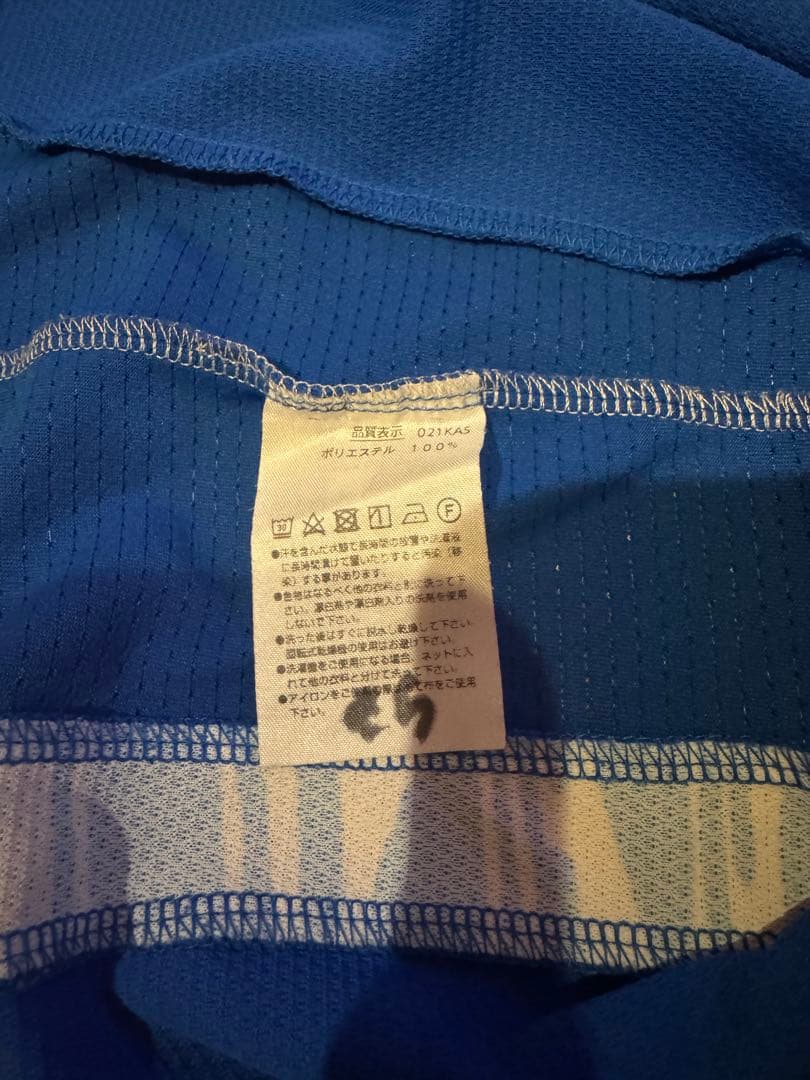 品質表示 021KAS
ポリエステル 100%
30 F
●汗を含んだ状態で長時間の放置や洗濯液
に長時間漬けて置いたりすると汚染(移
染)する事があります。
●色物はなるべく他の衣料と別に洗って下
さい。漂白剤や漂白剤入りの洗剤を使用
しないで下さい。
●洗った後はすぐに脱水し乾燥して下さい。
回転式乾燥機の使用はお避け下さい。
●洗濯機をご使用になる場合、ネットに入
れて他の衣料と分けて洗って下さい。
●アイロンをご使用の際は当て布をご使用
下さい。